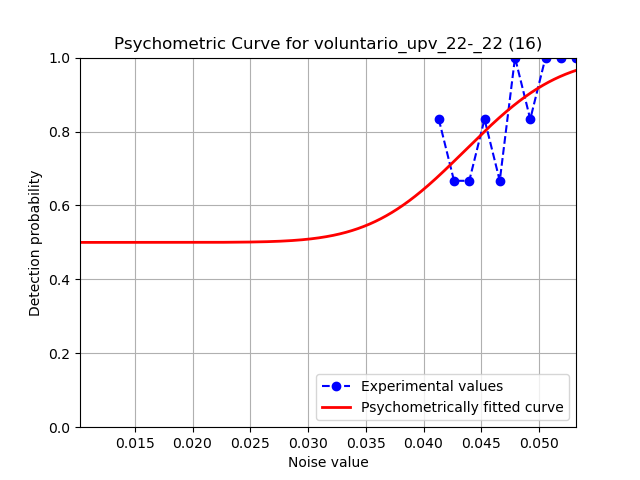 Psychometric Curve for voluntario_upv_22-_22 (16)
1.0
0.8
0.6
0.4
0.2
0.0
Detection probability
Experimental values
Psychometrically fitted curve
0.015 0.020 0.025 0.030 0.035 0.040 0.045 0.050
Noise value